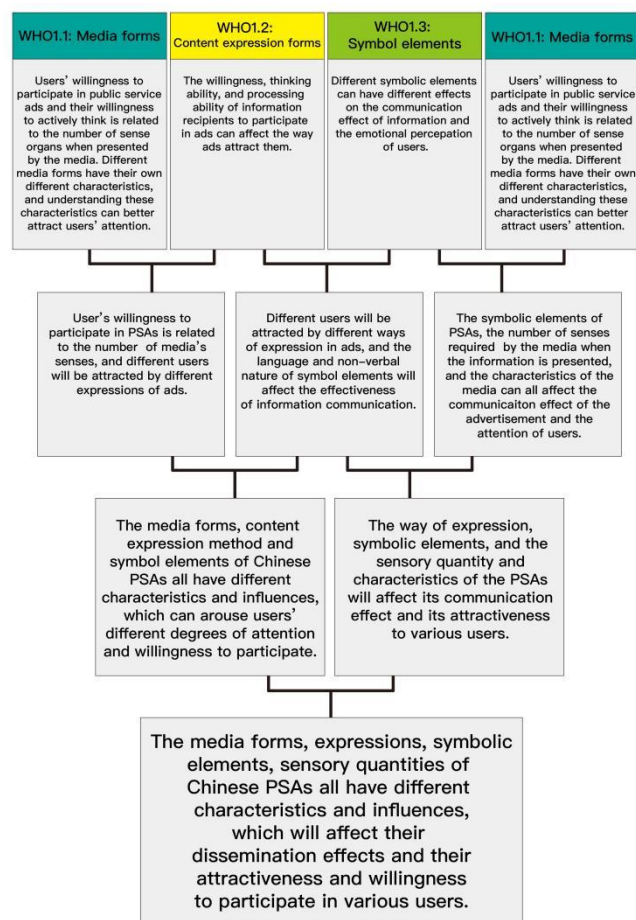 WHO1.1: Media forms
Users' willingness to
participate in public service
ads and their willingness
to actively think is related
to the number of sense
organs when presented
by the media. Different
media forms have their own
different characteristics,
and understanding these
characteristics can better
attract users' attention.
WHO1.2:
Content expression forms
The willingness, thinking
ability, and processing
ability of information
recipients to participate
in ads can affect the way
ads attract them.
WHO1.3:
Symbol elements
Different symbolic elements
can have different effects
on the communication
effect of information and
the emotional percepation
of users.
WHO1.1: Media forms
Users' willingness to
participate in public service
ads and their willingness
to actively think is related
to the number of sense
organs when presented
by the media. Different
media forms have their own
different characteristics,
and understanding these
characteristics can better
attract users' attention.
User's willingness to
participate in PSAs is related
to the number of media's
senses, and different users
will be attracted by different
expressions of ads.
Different users will be
attracted by different ways
of expression in ads, and the
language and non-verbal
nature of symbol elements will
affect the effectiveness
of information communication.
The symbolic elements of
PSAs, the number of senses
required by the media when
the information is presented,
and the characteristics of the
media can all affect the
communicaiton effect of the
advertisement and the
attention of users.
The media forms, content
expression method and
symbol elements of Chinese
PSAs all have different
characteristics and influences,
which can arouse users'
different degrees of attention
and willingness to participate.
The way of expression,
symbolic elements, and the
sensory quantity and
characteristics of the PSAs
will affect its communication
effect and its attractiveness
to various users.
The media forms, expressions, symbolic
elements, sensory quantities of
Chinese PSAs all have different
characteristics and influences,
which will affect their
dissemination effects and their
attractiveness and willingness
to participate in various users.